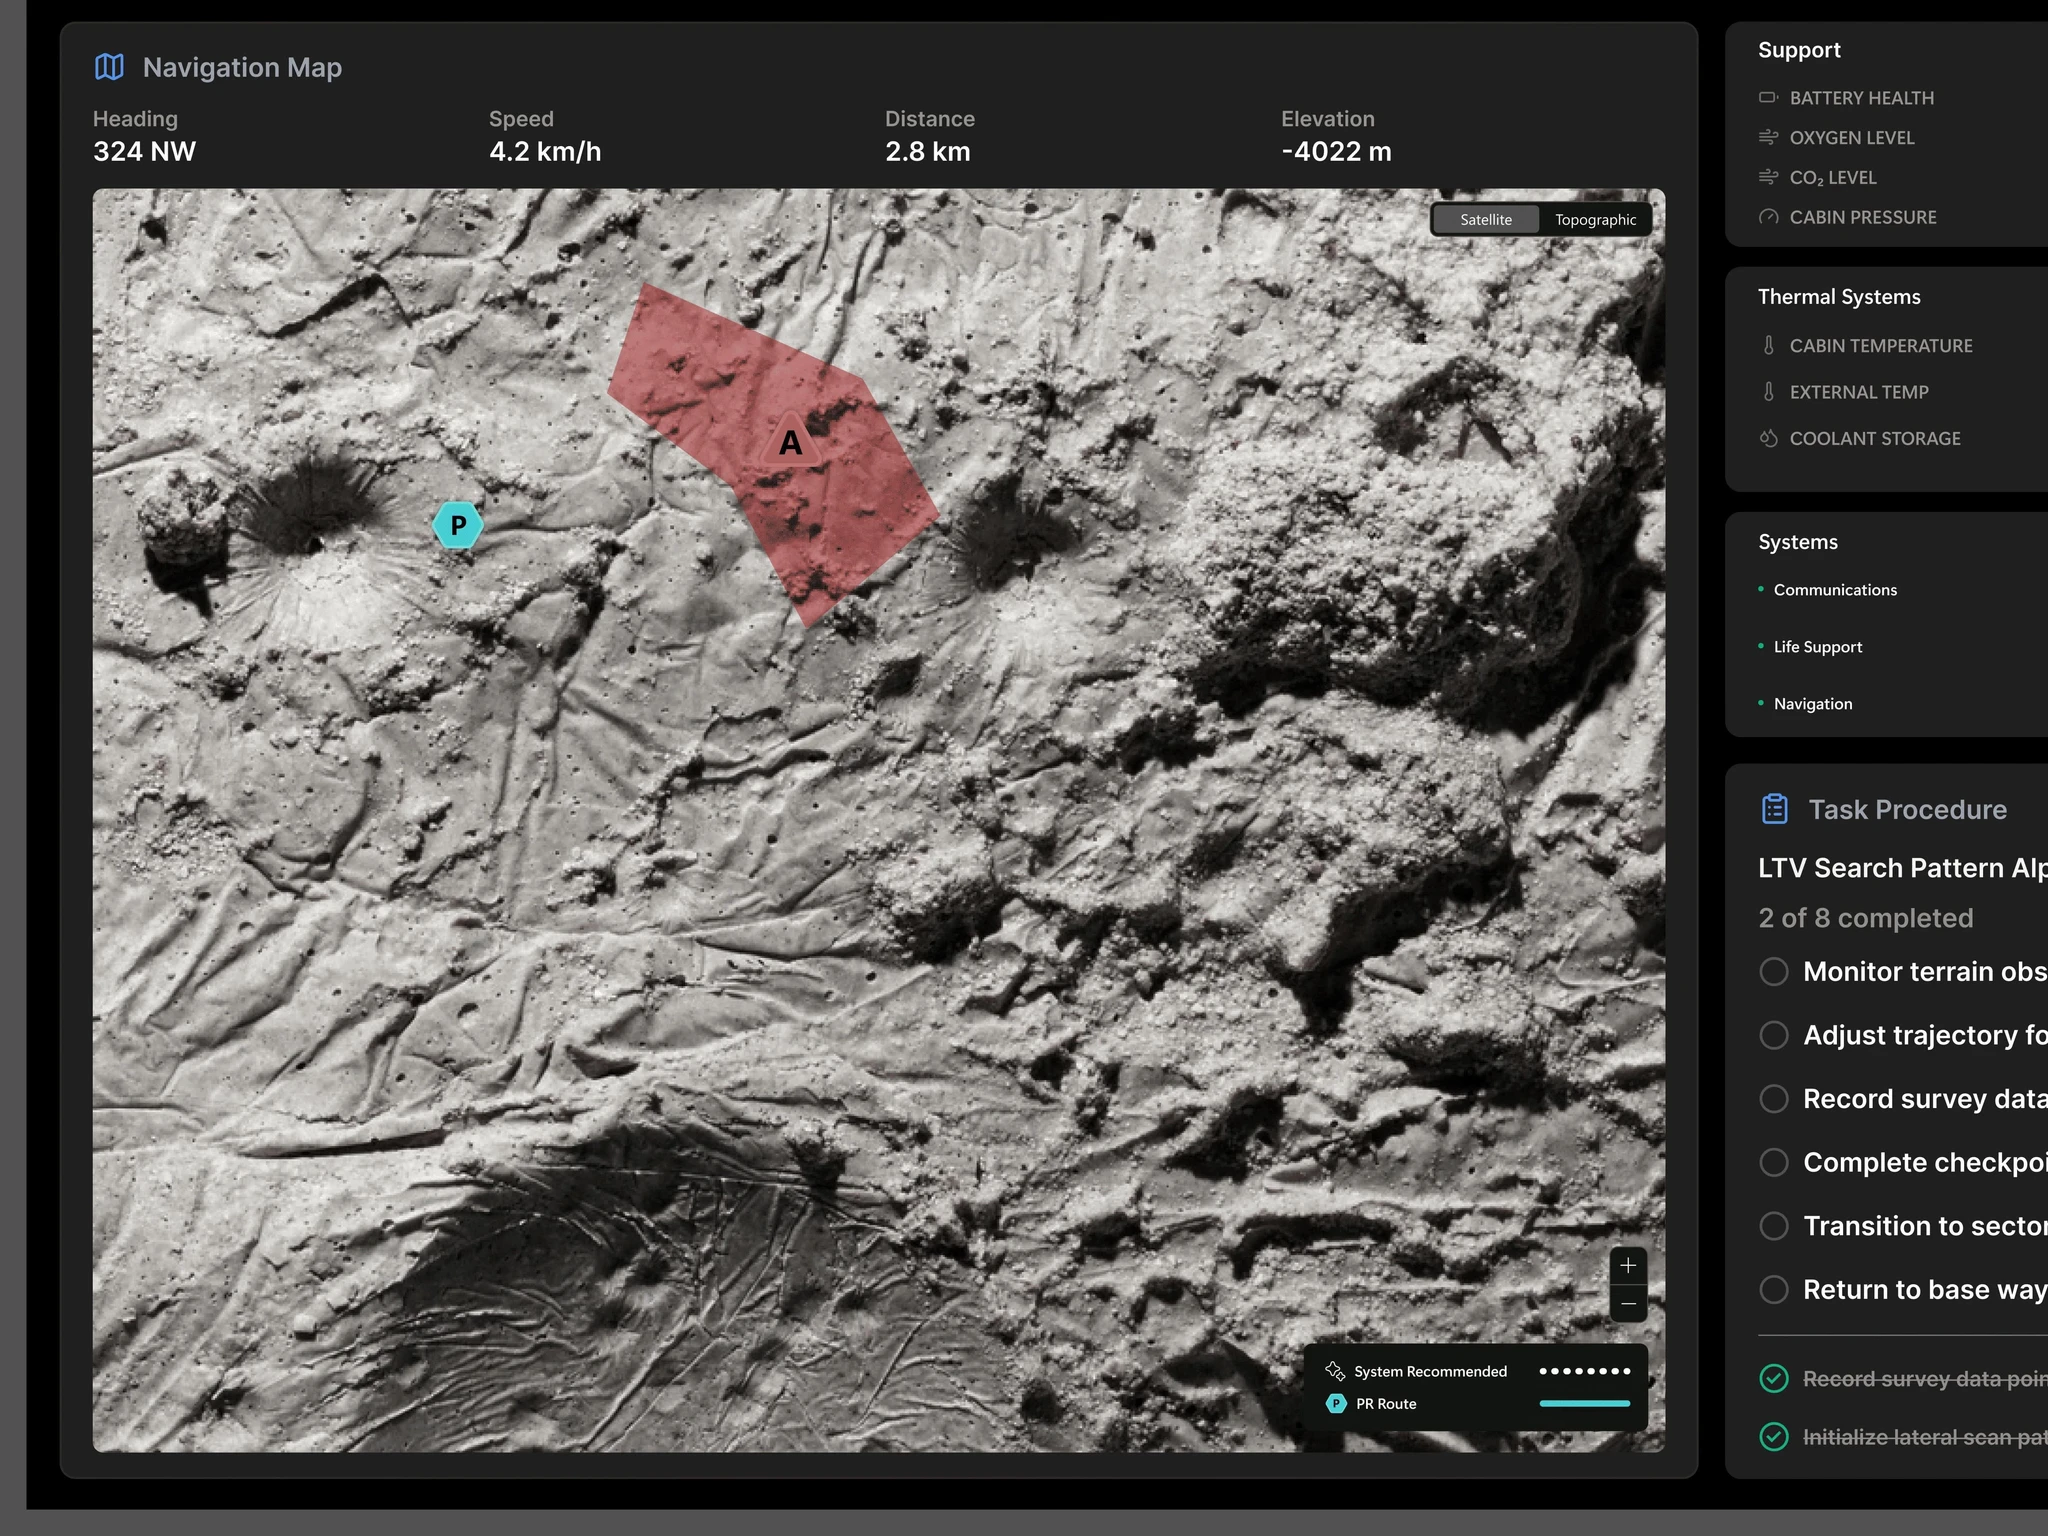 Navigation Map
Heading
324 NW
Speed
4.2 km/h
Distance
2.8 km
Elevation
-4022 m
Satellite
Topographic
A
P
System Recommended
P PR Route
Support
BATTERY HEALTH
OXYGEN LEVEL
CO₂ LEVEL
CABIN PRESSURE
Thermal Systems
CABIN TEMPERATURE
EXTERNAL TEMP
COOLANT STORAGE
Systems
Communications
Life Support
Navigation
Task Procedure
LTV Search Pattern Alp
2 of 8 completed
Monitor terrain obs
Adjust trajectory fo
Record survey data
Complete checkpoi
Transition to sector
Return to base way
Record survey data poin
Initialize lateral scan pat